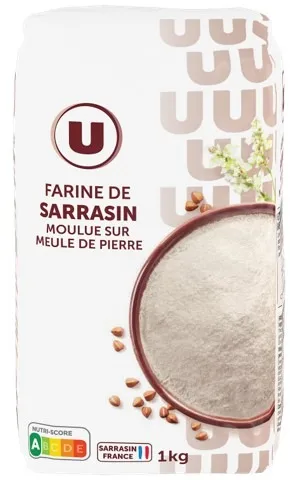 U
FARINE DE
SARRASIN
MOULUE SUR
MEULE DE PIERRE
NUTRI-SCORE
A B C D E
SARRASIN
FRANCE
1kg